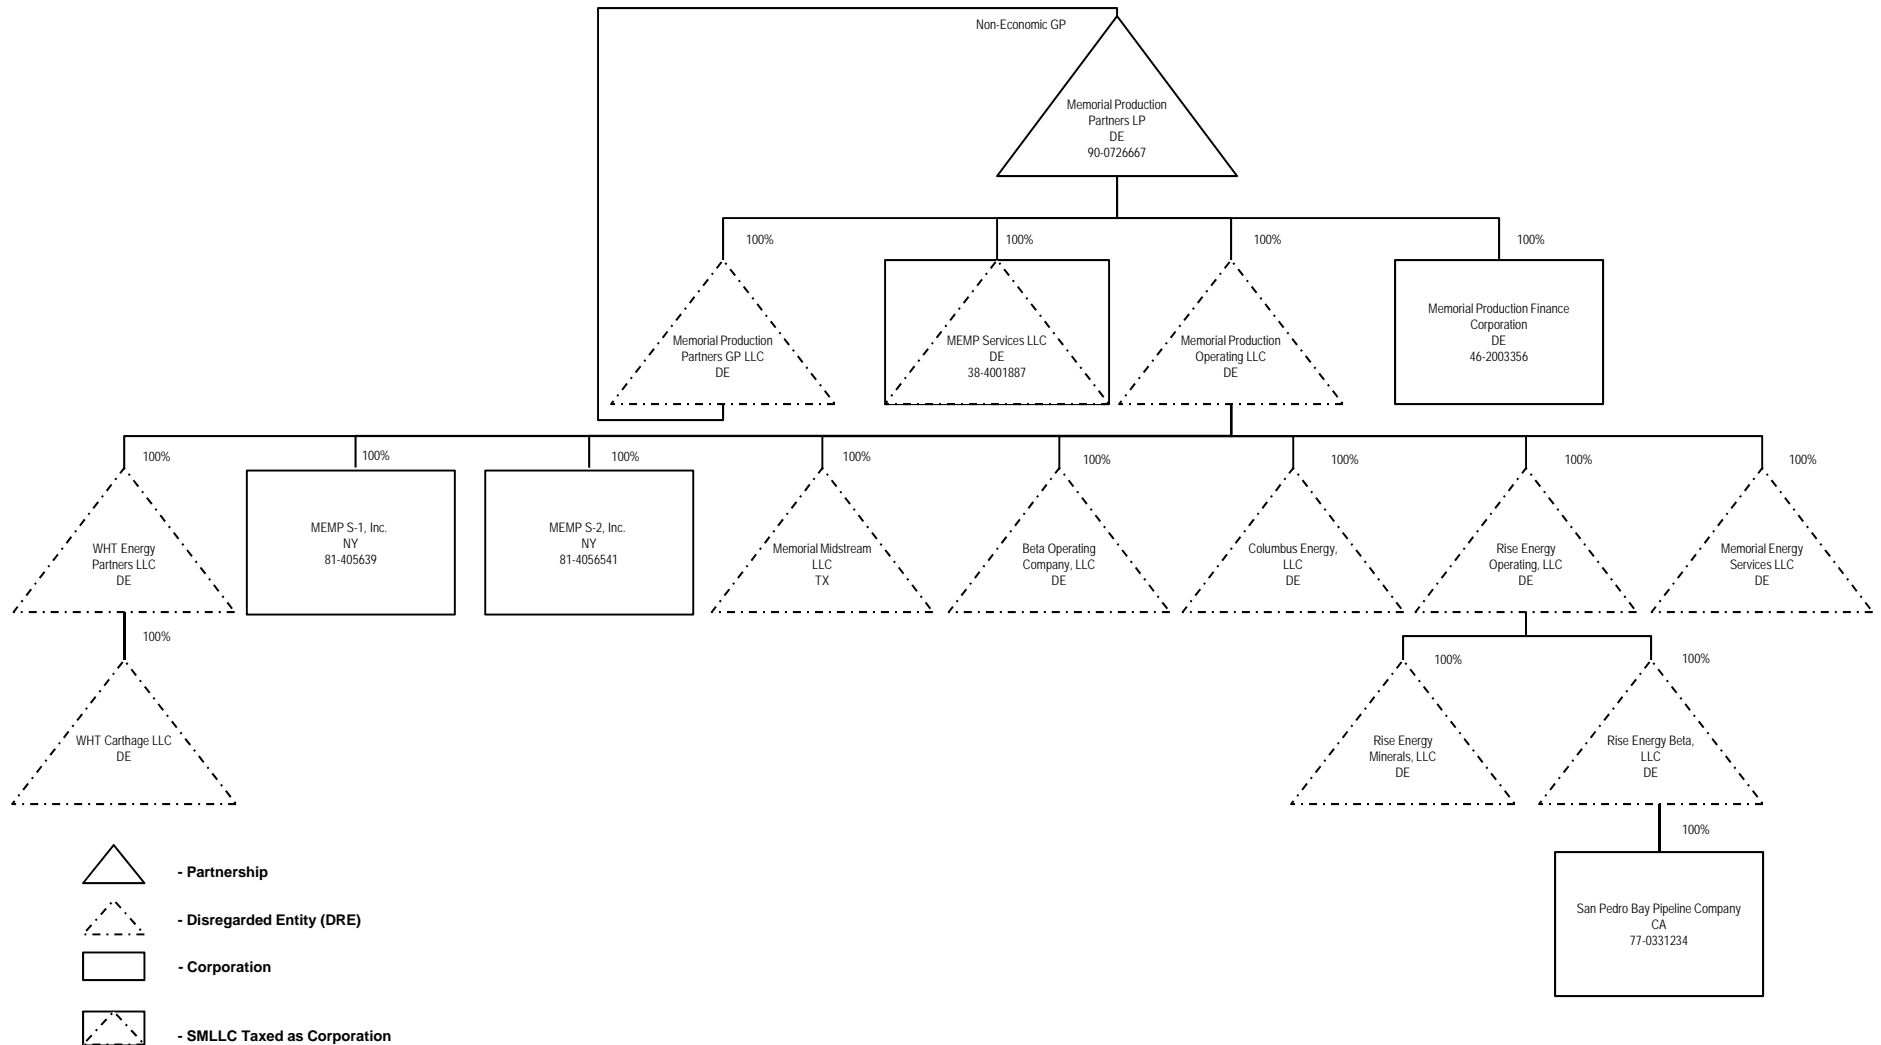 Non-Economic GP
Memorial Production
Partners LP
DE
90-0726667
100%
100%
100%
100%
Memorial Production
Partners GP LLC
DE
MEMP Services LLC
DE
38-4001887
Memorial Production
Operating LLC
DE
Memorial Production Finance
Corporation
DE
46-2003356
100%
100%
100%
100%
100%
100%
100%
100%
WHT Energy
Partners LLC
DE
MEMP S-1, Inc.
NY
81-405639
MEMP S-2, Inc.
NY
81-4056541
Memorial Midstream
LLC
TX
Beta Operating
Company, LLC
DE
Columbus Energy,
LLC
DE
Rise Energy
Operating, LLC
DE
Memorial Energy
Services LLC
DE
100%
100%
100%
WHT Carthage LLC
DE
Rise Energy
Minerals, LLC
DE
Rise Energy Beta,
LLC
DE
100%
San Pedro Bay Pipeline Company
CA
77-0331234
- Partnership
- Disregarded Entity (DRE)
- Corporation
- SMLLC Taxed as Corporation